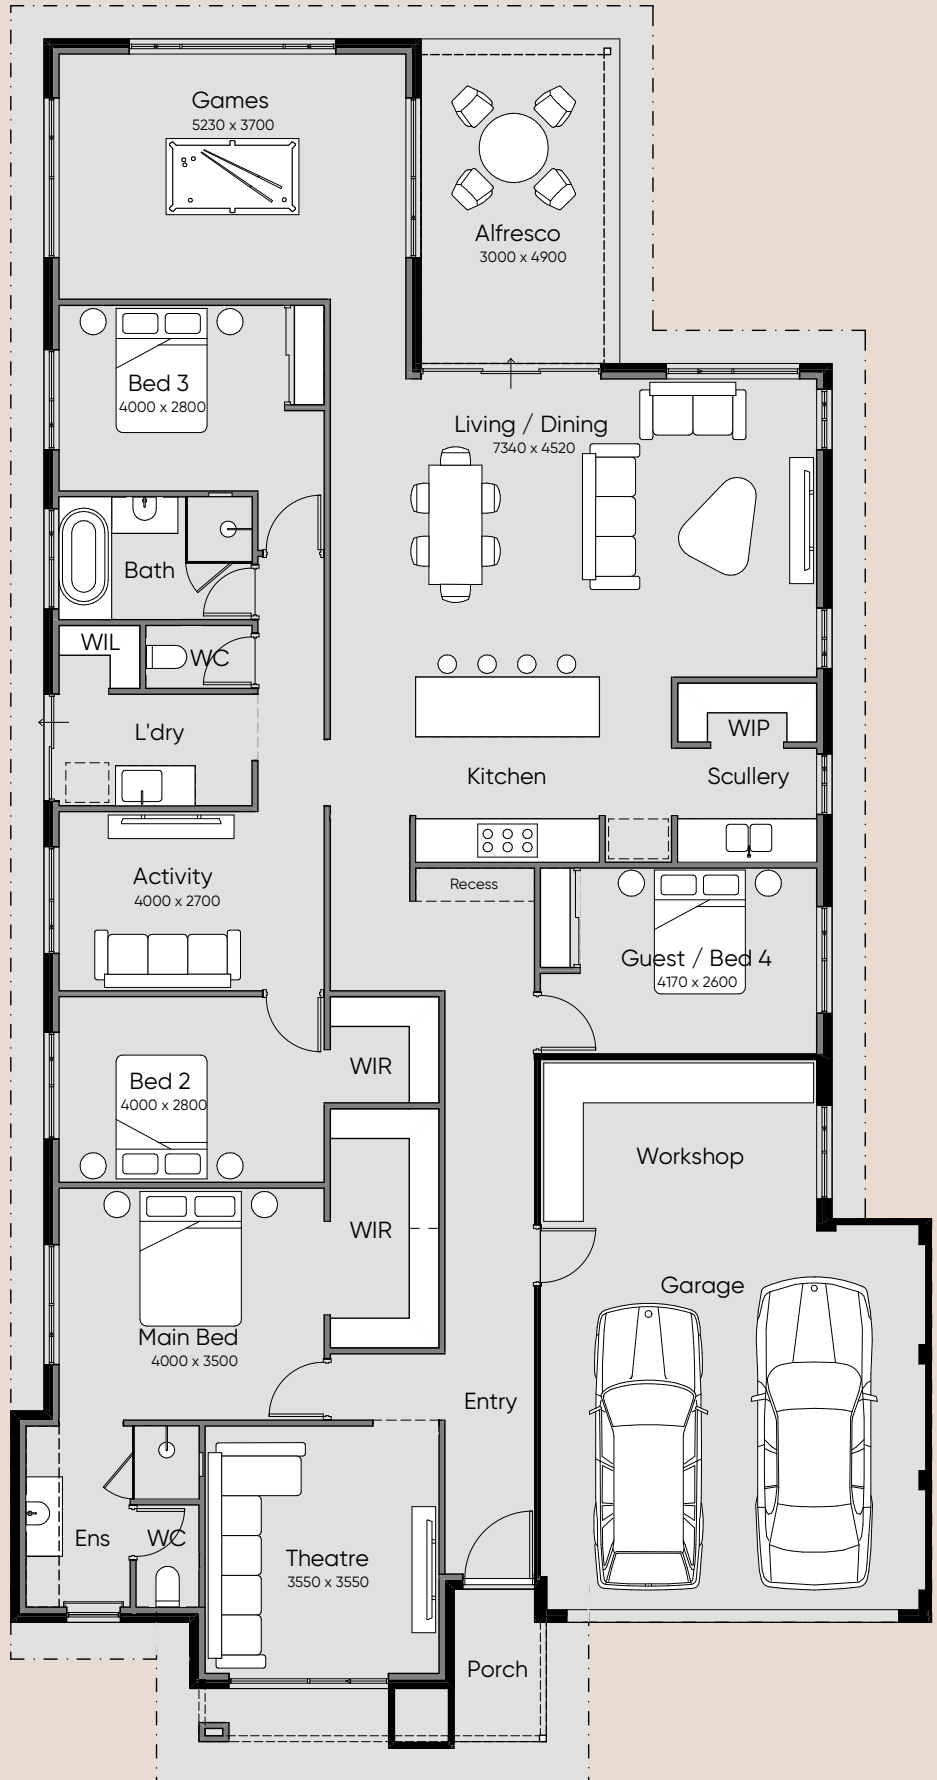 Games
5230 x 3700
Alfresco
3000 x 4900
Bed 3
4000 x 2800
Living / Dining
7340 x 4520
Bath
WIL
WC
L'dry
WIP
Kitchen
Scullery
Activity
4000 x 2700
Recess
Guest / Bed 4
4170 x 2600
WIR
Bed 2
4000 x 2800
Workshop
WIR
Garage
Main Bed
4000 x 3500
Entry
Ens
WC
Theatre
3550 x 3550
Porch